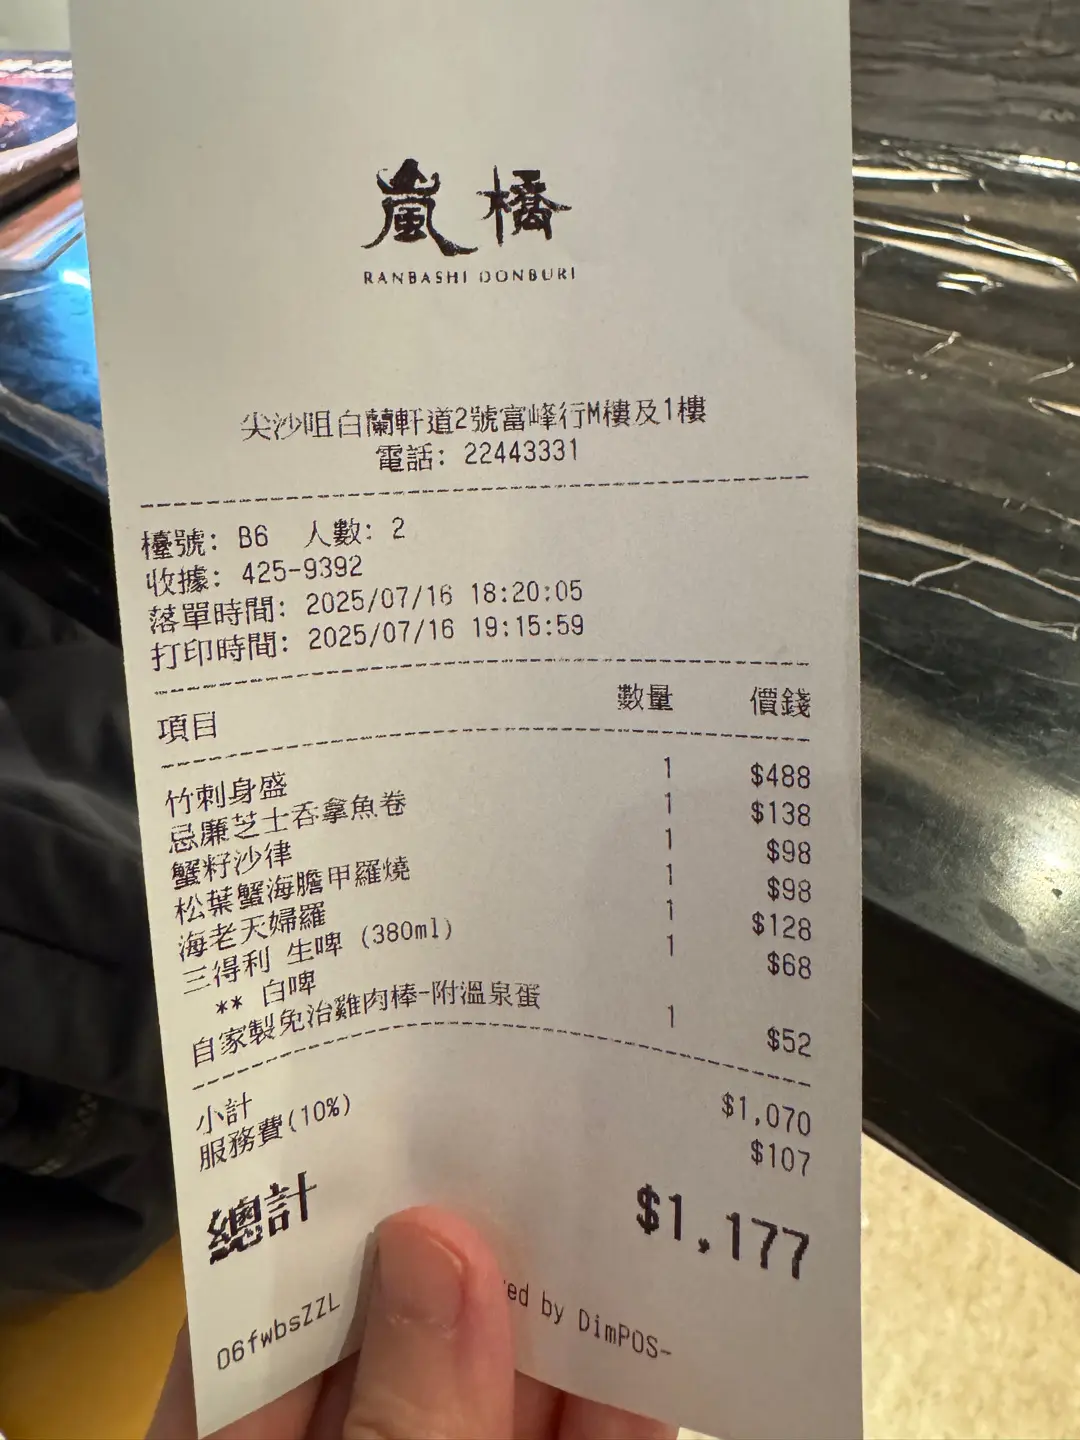 嵐橋
RANBASHI DONBURI
尖沙咀白蘭軒道2號富峰行M樓及1樓
電話: 22443331
檯號: B6 人數: 2
收據: 425-9392
落單時間: 2025/07/16 18:20:05
打印時間: 2025/07/16 19:15:59
項目 數量 價錢
竹刺身盛 1 $488
忌廉芝士吞拿魚卷 1 $138
蟹籽沙律 1 $98
松葉蟹海膽甲羅燒 1 $98
海老天婦羅 1 $128
三得利 生啤 (380ml) 1 $68
** 白啤
自家製免治雞肉棒-附溫泉蛋 1 $52
小計 $1,070
服務費(10%) $107
總計 $1,177
06fwbsZZL by DimPOS-